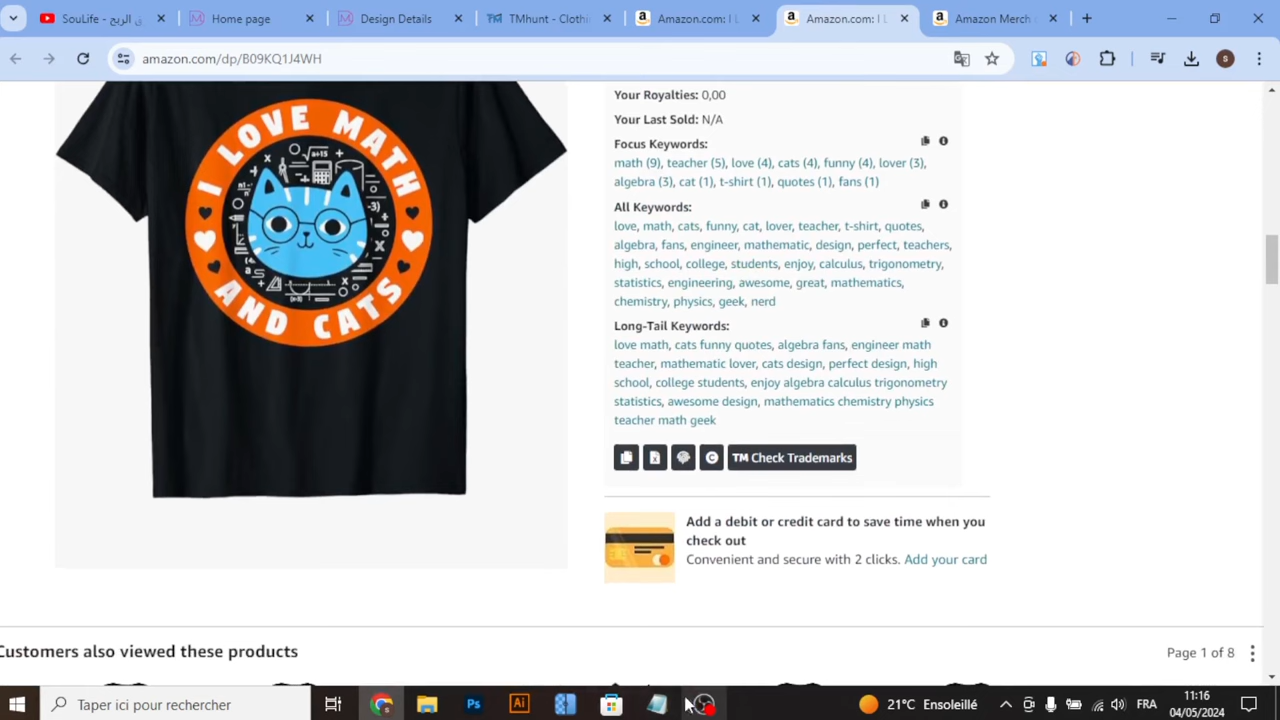 SouLife - ق الربح
Home page
Design Details
TMhunt - Clothi
Amazon.com: I L
Amazon.com: I L
Amazon Merch
amazon.com/dp/B09KQ1J4WH
s
I LOVE MATH
AND CATS
Your Royalties: 0,00
Your Last Sold: N/A
Focus Keywords:
math (9), teacher (5), love (4), cats (4), funny (4), lover (3),
algebra (3), cat (1), t-shirt (1), quotes (1), fans (1)
All Keywords:
love, math, cats, funny, cat, lover, teacher, t-shirt, quotes,
algebra, fans, engineer, mathematic, design, perfect, teachers,
high, school, college, students, enjoy, calculus, trigonometry,
statistics, engineering, awesome, great, mathematics,
chemistry, physics, geek, nerd
Long-Tail Keywords:
love math, cats funny quotes, algebra fans, engineer math
teacher, mathematic lover, cats design, perfect design, high
school, college students, enjoy algebra calculus trigonometry
statistics, awesome design, mathematics chemistry physics
teacher math geek
TM Check Trademarks
Add a debit or credit card to save time when you
check out
Convenient and secure with 2 clicks. Add your card
Customers also viewed these products
Page 1 of 8
Taper ici pour rechercher
Ps
Ai
21°C Ensoleillé
FRA
11:16
04/05/2024